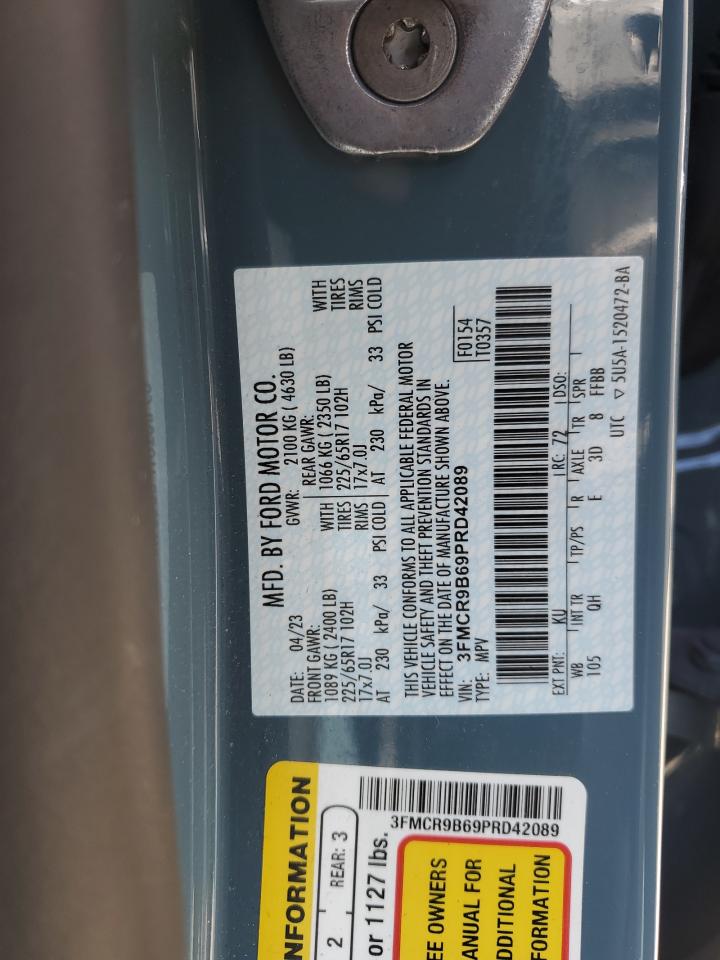 MFD. BY FORD MOTOR CO.
DATE: 04/23 GVWR: 2100 KG ( 4630 LB)
FRONT GAWR: REAR GAWR:
1089 KG ( 2400 LB) WITH 1066 KG ( 2350 LB) WITH
225/65R17 102H TIRES 225/65R17 102H TIRES
17x7.0J RIMS 17x7.0J RIMS
AT 230 kPa/ 33 PSI COLD AT 230 kPa/ 33 PSI COLD
THIS VEHICLE CONFORMS TO ALL APPLICABLE FEDERAL MOTOR
VEHICLE SAFETY AND THEFT PREVENTION STANDARDS IN
EFFECT ON THE DATE OF MANUFACTURE SHOWN ABOVE.
VIN: 3FMCR9B69PRD42089 F0154
TYPE: MPV T0357
EXT PNT: KU RC: 72 DSO:
WB INT TR TP/PS R AXLE TR SPR
105 QH E 3D 8 FFBB
UTC ▽ 5U5A-1520472-BA
NFORMATION
2 REAR: 3
or 1127 lbs.
3FMCR9B69PRD42089
EE OWNERS
ANUAL FOR
DDITIONAL
FORMATION